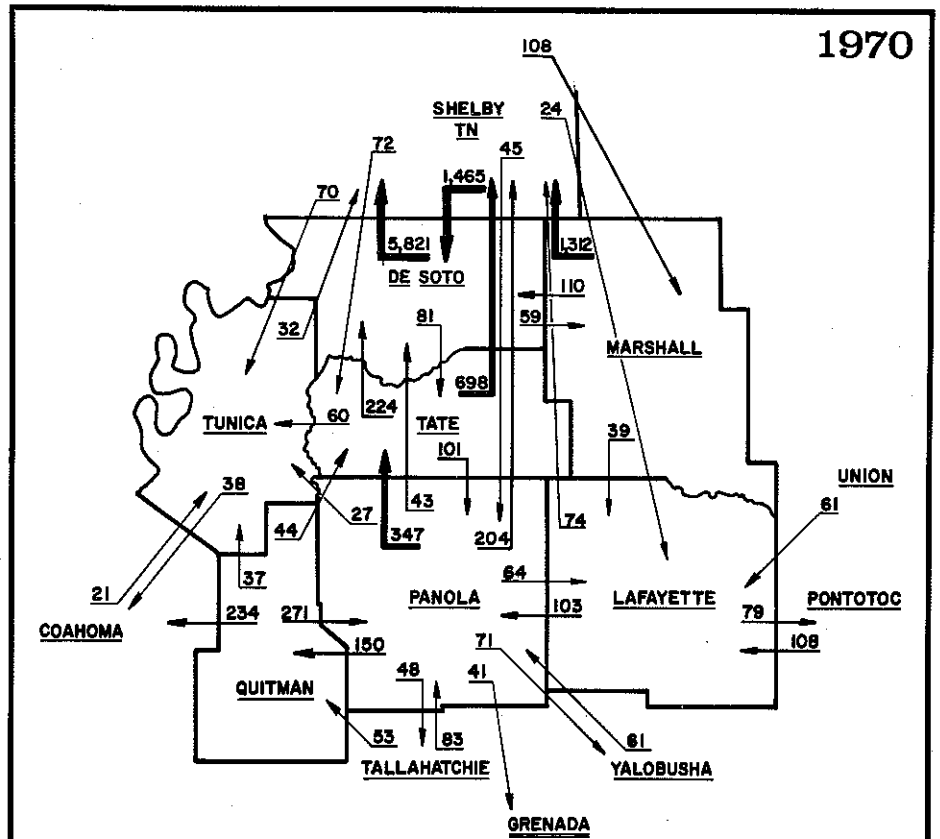 1970
108
SHELBY
TN
24
72
45
1,465
70
5,821
1,312
DE SOTO
110
32
81
59
MARSHALL
698
224
TUNICA
60
TATE
39
101
UNION
38
27
43
61
44
74
347
204
37
64
21
PANOLA
LAFAYETTE
PONTOTOC
234
271
103
79
COAHOMA
150
108
48
41
71
QUITMAN
53
83
61
TALLAHATCHIE
YALOBUSHA
GRENADA